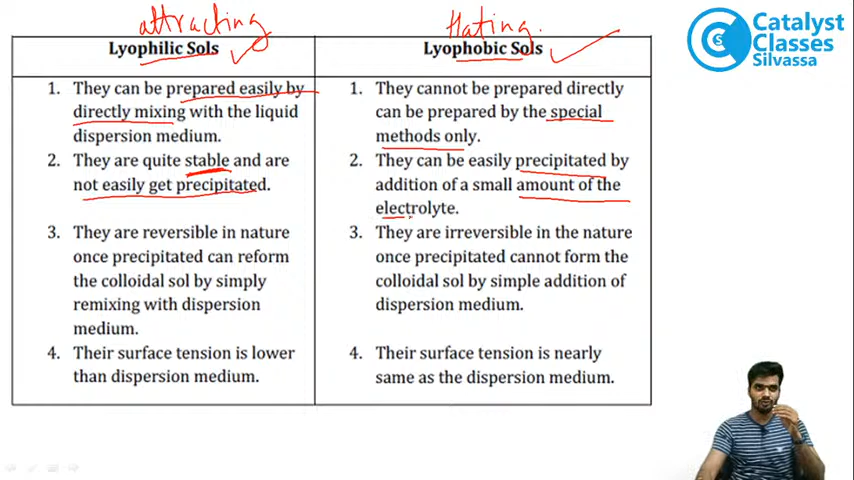 attracting
Hating.
Catalyst
Classes
Silvassa
Lyophilic Sols
Lyophobic Sols
1. They can be prepared easily by
directly mixing with the liquid
dispersion medium.
1. They cannot be prepared directly
can be prepared by the special
methods only.
2. They are quite stable and are
not easily get precipitated.
2. They can be easily precipitated by
addition of a small amount of the
electrolyte.
3. They are reversible in nature
once precipitated can reform
the colloidal sol by simply
remixing with dispersion
medium.
3. They are irreversible in the nature
once precipitated cannot form the
colloidal sol by simple addition of
dispersion medium.
4. Their surface tension is lower
than dispersion medium.
4. Their surface tension is nearly
same as the dispersion medium.